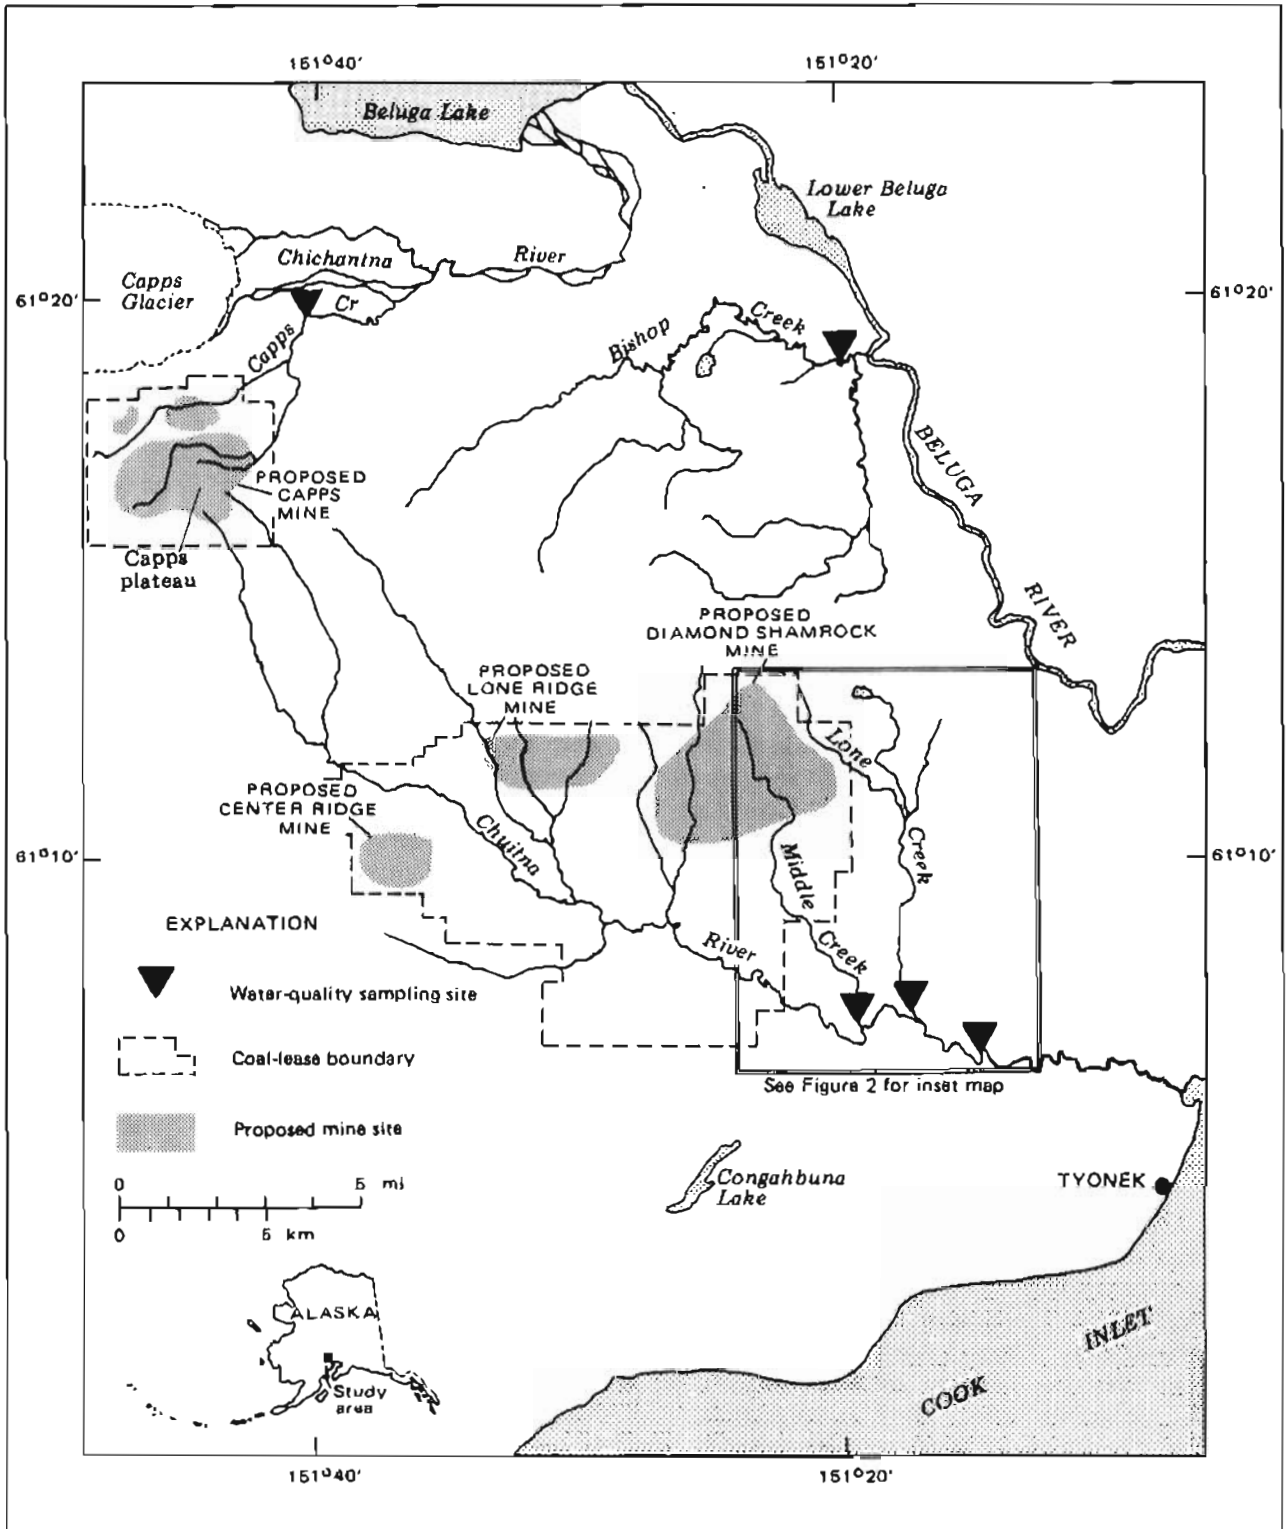 151°40'
151°20'
Beluga Lake
Lower Beluga
Lake
Chichantna
River
Capps
Glacier
61°20'
61°20'
Cr
Capps
Bishop
Creek
BELUGA
RIVER
PROPOSED
CAPPS
MINE
Capps
plateau
PROPOSED
DIAMOND SHAMROCK
MINE
PROPOSED
LONE RIDGE
MINE
Lone
Creek
PROPOSED
CENTER RIDGE
MINE
Chuitna
River
Middle
Creek
61°10'
61°10'
EXPLANATION
Water-quality sampling site
Coal-lease boundary
Proposed mine site
See Figure 2 for inset map
0 5 mi
0 5 km
Congahbuna
Lake
TYONEK
ALASKA
Study
area
COOK
INLET
151°40'
151°20'